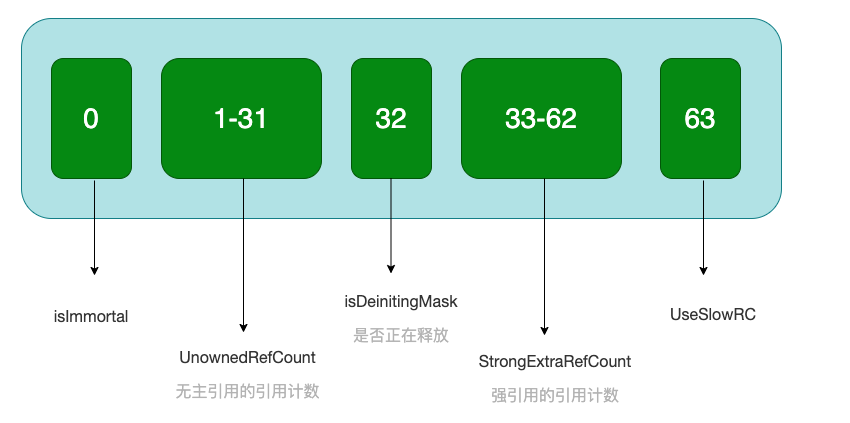 0
1-31
32
33-62
63
isImmortal
UnownedRefCount
无主引用的引用计数
isDeinitingMask
是否正在释放
StrongExtraRefCount
强引用的引用计数
UseSlowRC